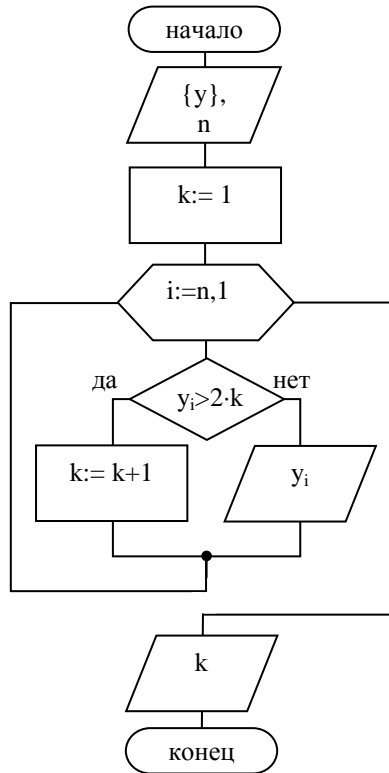 начало
{y},
n
k:= 1
i:=n,1
да
нет
yᵢ>2·k
k:= k+1
yᵢ
k
конец